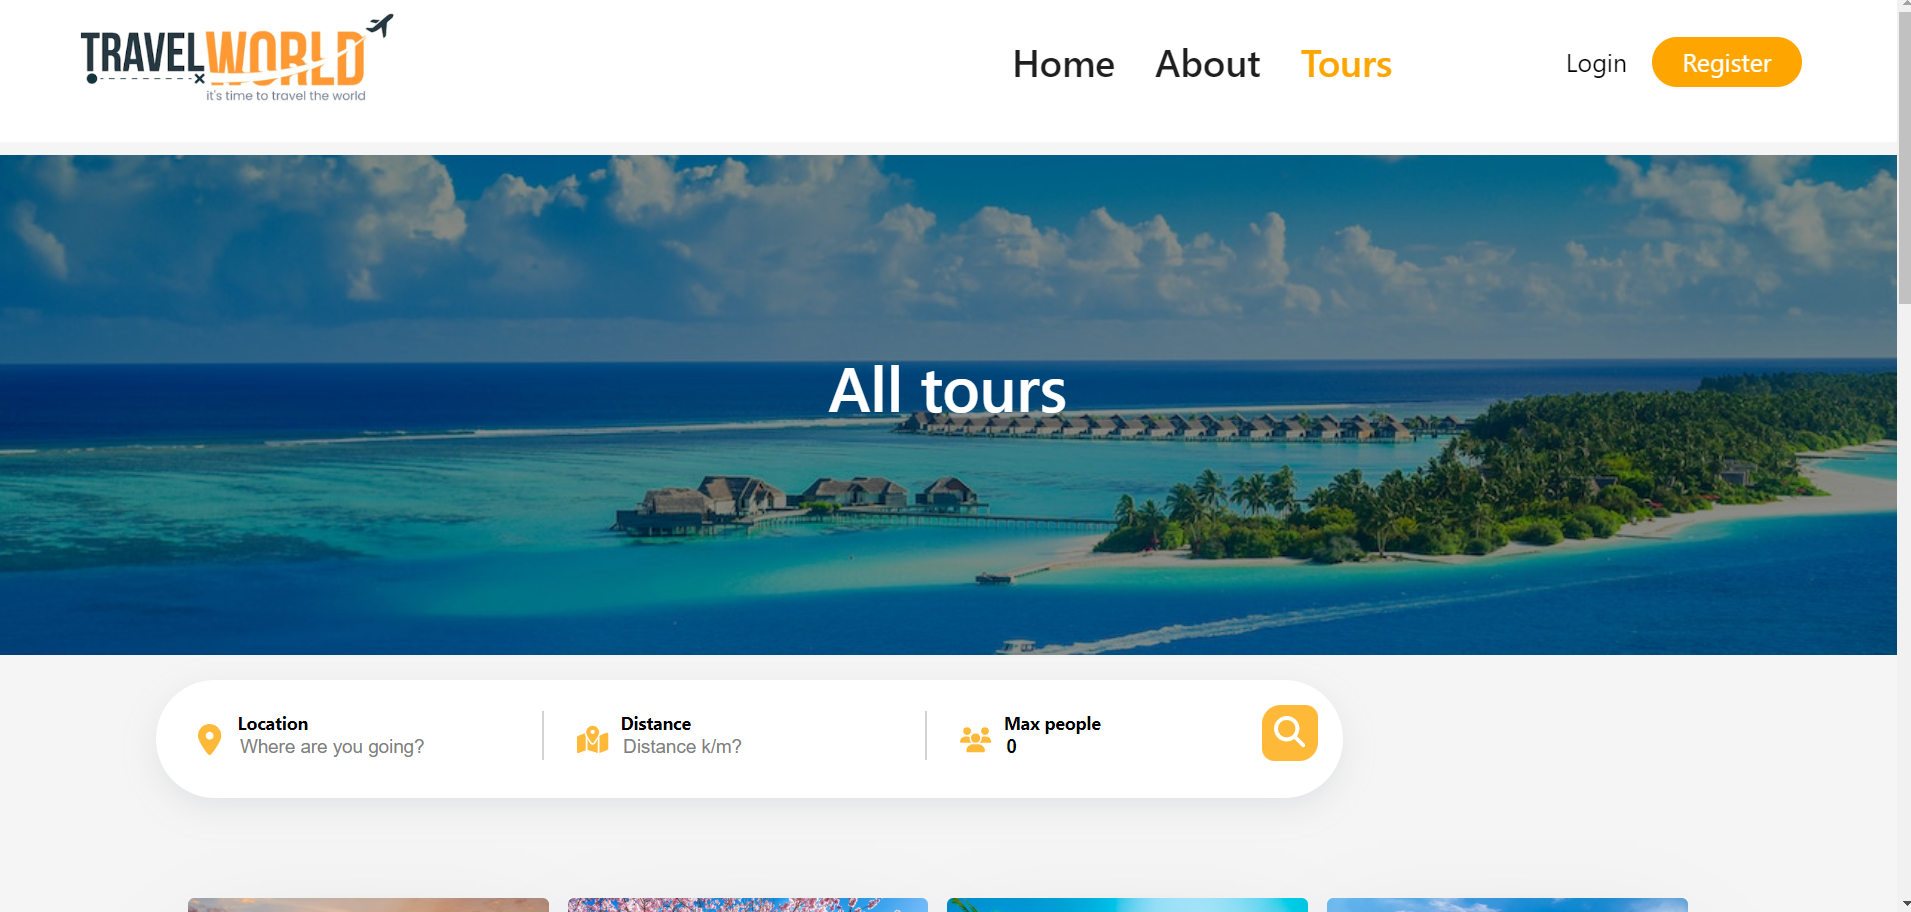 TRAVELWORLD
it's time to travel the world
Home About Tours
Login Register
All tours
Location
Where are you going?
Distance
Distance k/m?
Max people
0